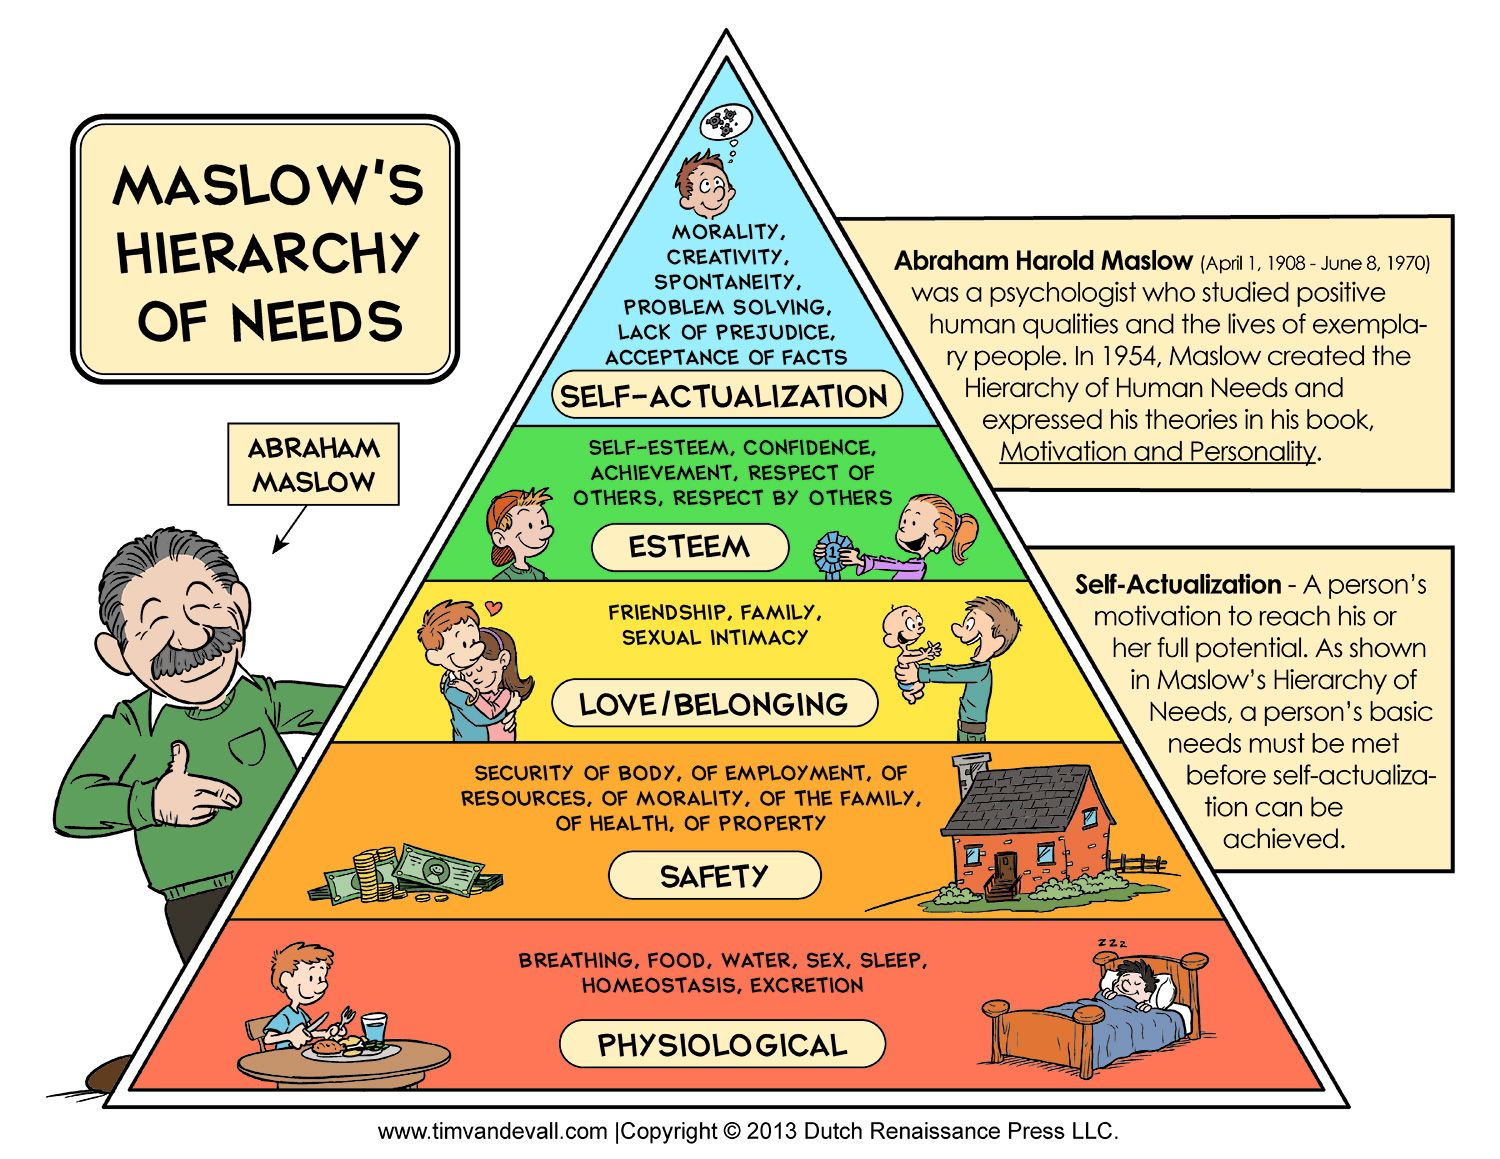 MASLOW'S
HIERARCHY
OF NEEDS
ABRAHAM
MASLOW
MORALITY,
CREATIVITY,
SPONTANEITY,
PROBLEM SOLVING,
LACK OF PREJUDICE,
ACCEPTANCE OF FACTS
SELF-ACTUALIZATION
SELF-ESTEEM, CONFIDENCE,
ACHIEVEMENT, RESPECT OF
OTHERS, RESPECT BY OTHERS
1
ESTEEM
FRIENDSHIP, FAMILY,
SEXUAL INTIMACY
LOVE/BELONGING
SECURITY OF BODY, OF EMPLOYMENT, OF
RESOURCES, OF MORALITY, OF THE FAMILY,
OF HEALTH, OF PROPERTY
SAFETY
BREATHING, FOOD, WATER, SEX, SLEEP,
HOMEOSTASIS, EXCRETION
zzz
PHYSIOLOGICAL
Abraham Harold Maslow (April 1, 1908 - June 8, 1970)
was a psychologist who studied positive
human qualities and the lives of exempla-
ry people. In 1954, Maslow created the
Hierarchy of Human Needs and
expressed his theories in his book,
Motivation and Personality.
Self-Actualization - A person's
motivation to reach his or
her full potential. As shown
in Maslow's Hierarchy of
Needs, a person's basic
needs must be met
before self-actualiza-
tion can be
achieved.
www.timvandevall.com |Copyright © 2013 Dutch Renaissance Press LLC.